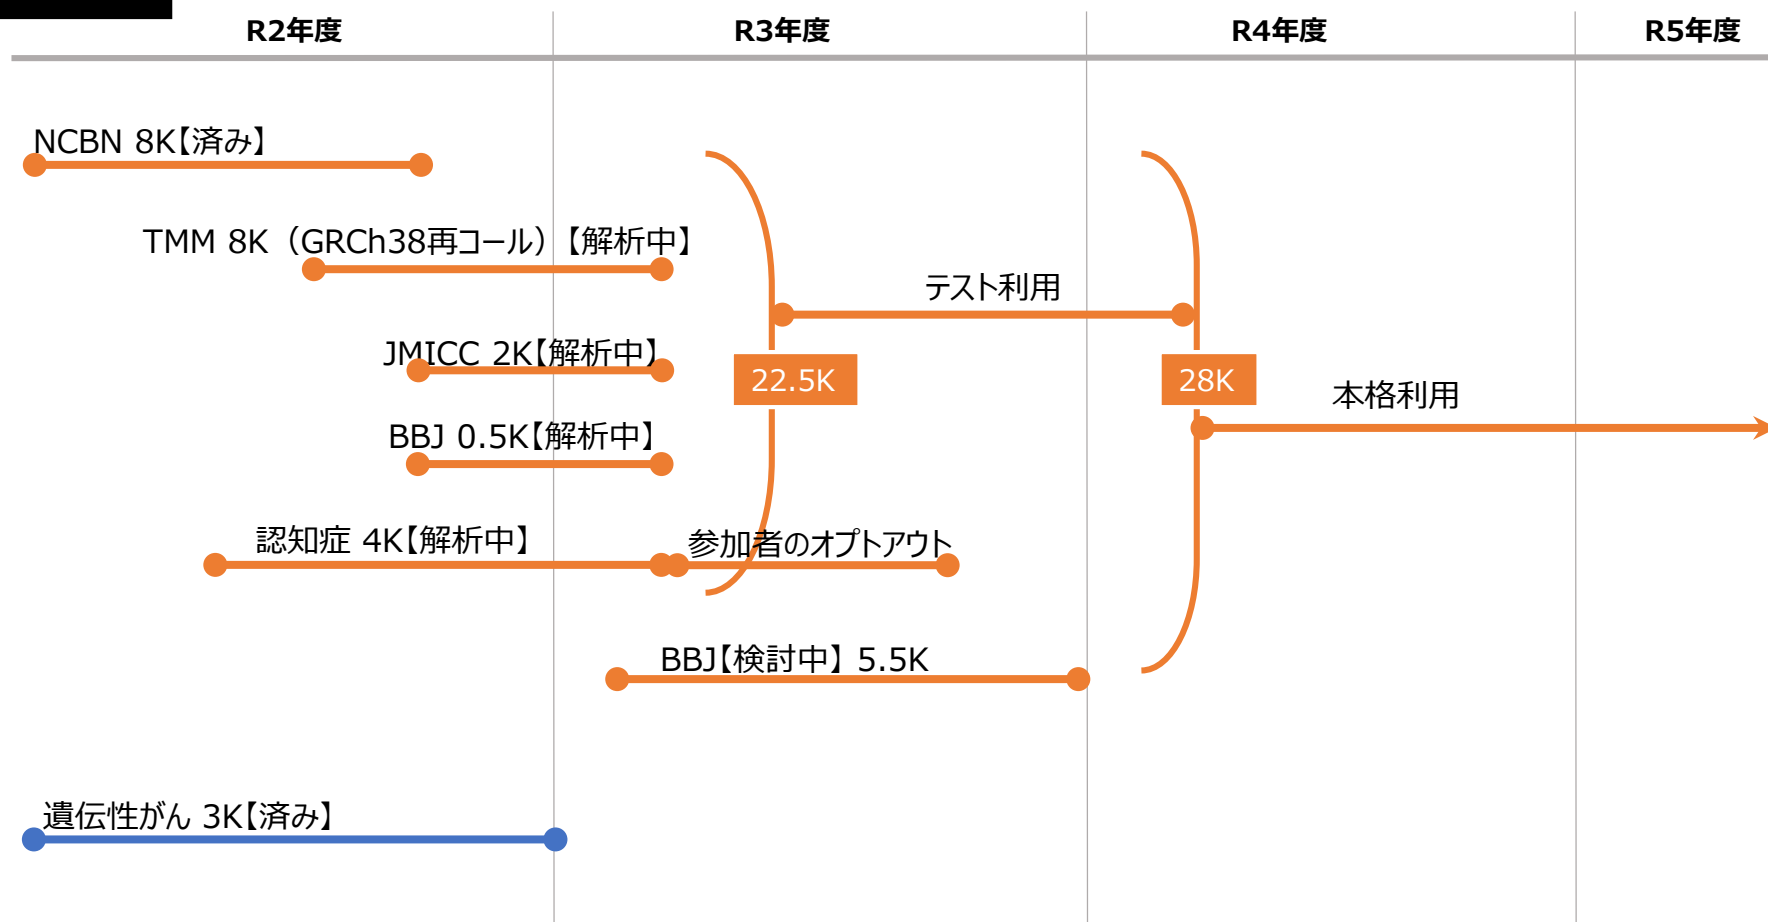 R2年度
R3年度
R4年度
R5年度
NCBN 8K【済み】
TMM 8K（GRCh38再コール）【解析中】
テスト利用
JMICC 2K【解析中】
22.5K
28K
本格利用
BBJ 0.5K【解析中】
認知症 4K【解析中】
参加者のオプトアウト
BBJ【検討中】 5.5K
遺伝性がん 3K【済み】